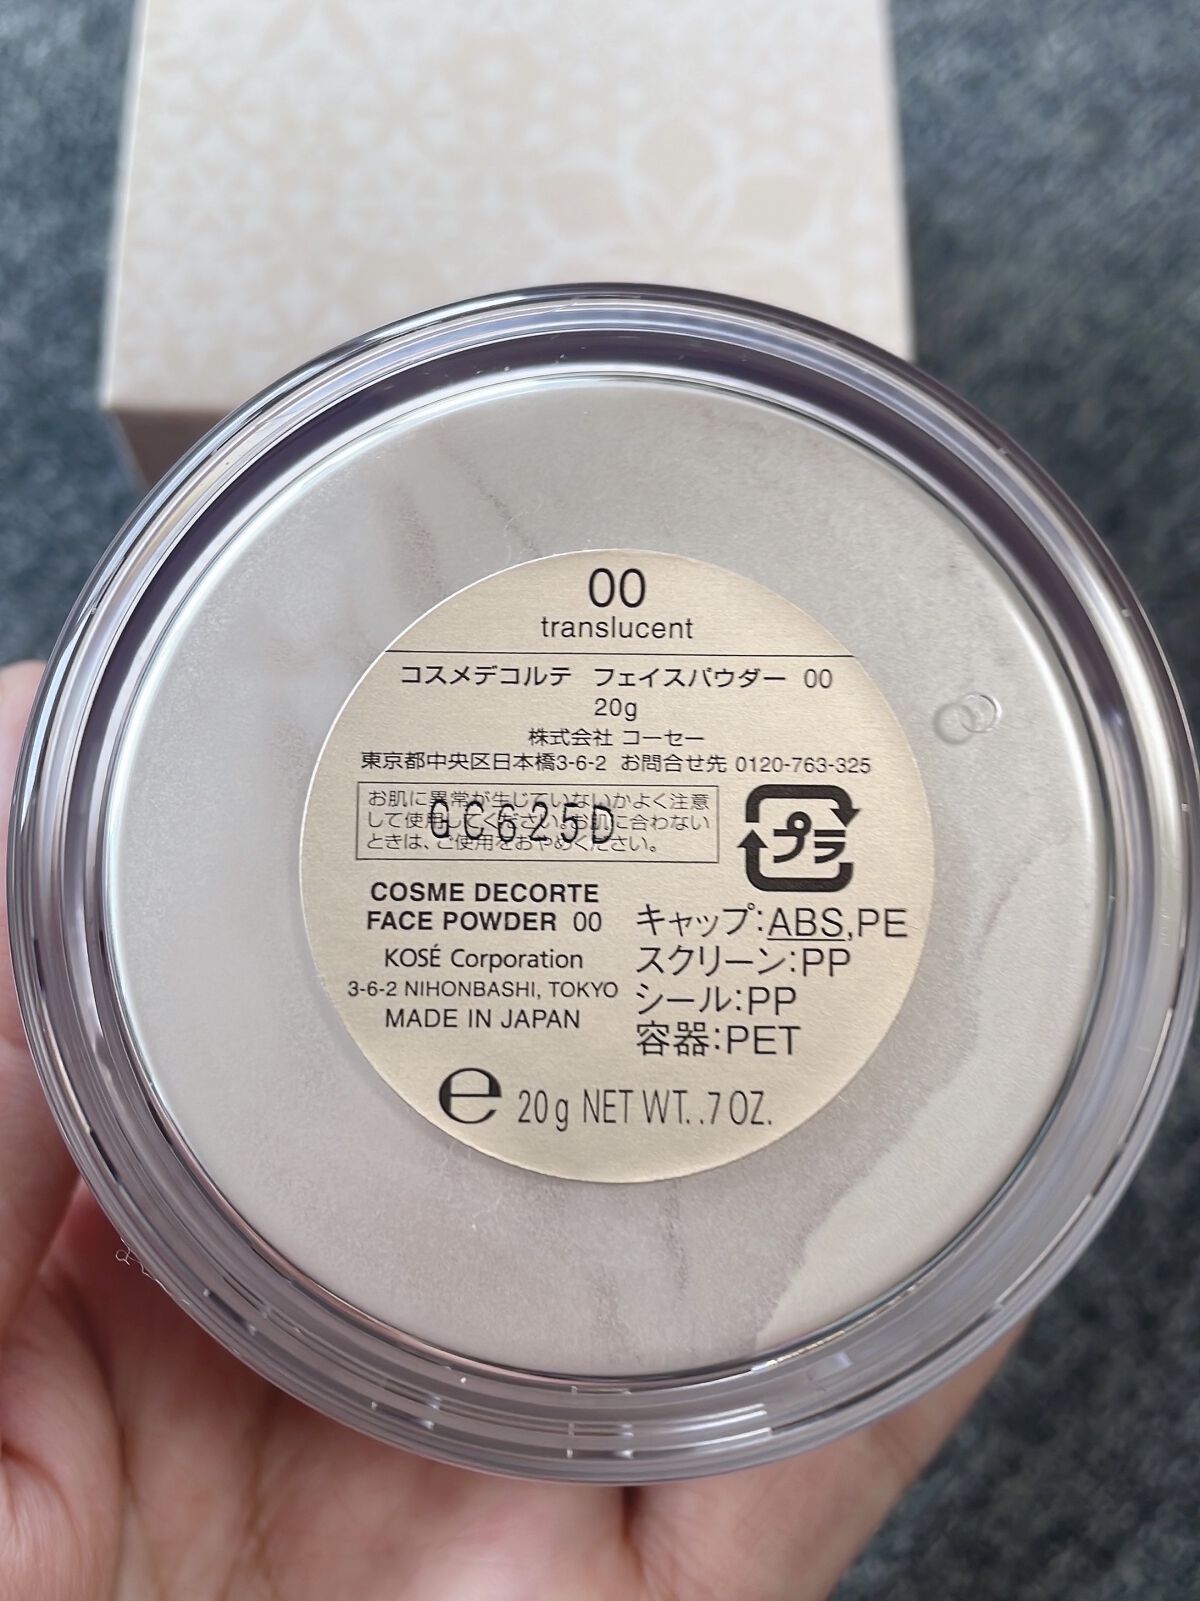 00
translucent
コスメデコルテ フェイスパウダー 00
20g
株式会社 コーセー
東京都中央区日本橋3-6-2 お問合せ先 0120-763-325
お肌に異常が生じていないかよく注意
して使用してください。お肌に合わない
ときは、ご使用をおやめください。
GC625D
プラ
COSME DECORTE
FACE POWDER 00
KOSÉ Corporation
3-6-2 NIHONBASHI, TOKYO
MADE IN JAPAN
キャップ:ABS,PE
スクリーン:PP
シール:PP
容器:PET
e 20g NET WT. .7 OZ.